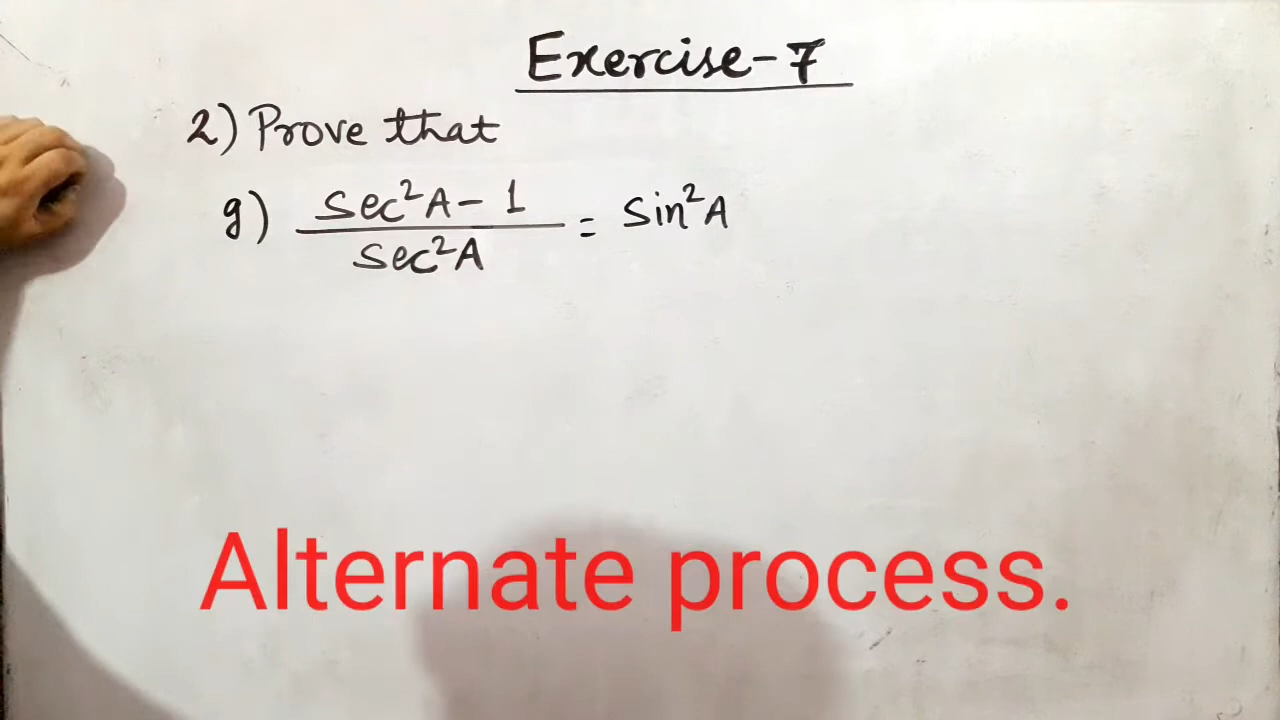 Exercise-7
2) Prove that
g) sec²A - 1 / sec²A = Sin²A
Alternate process.